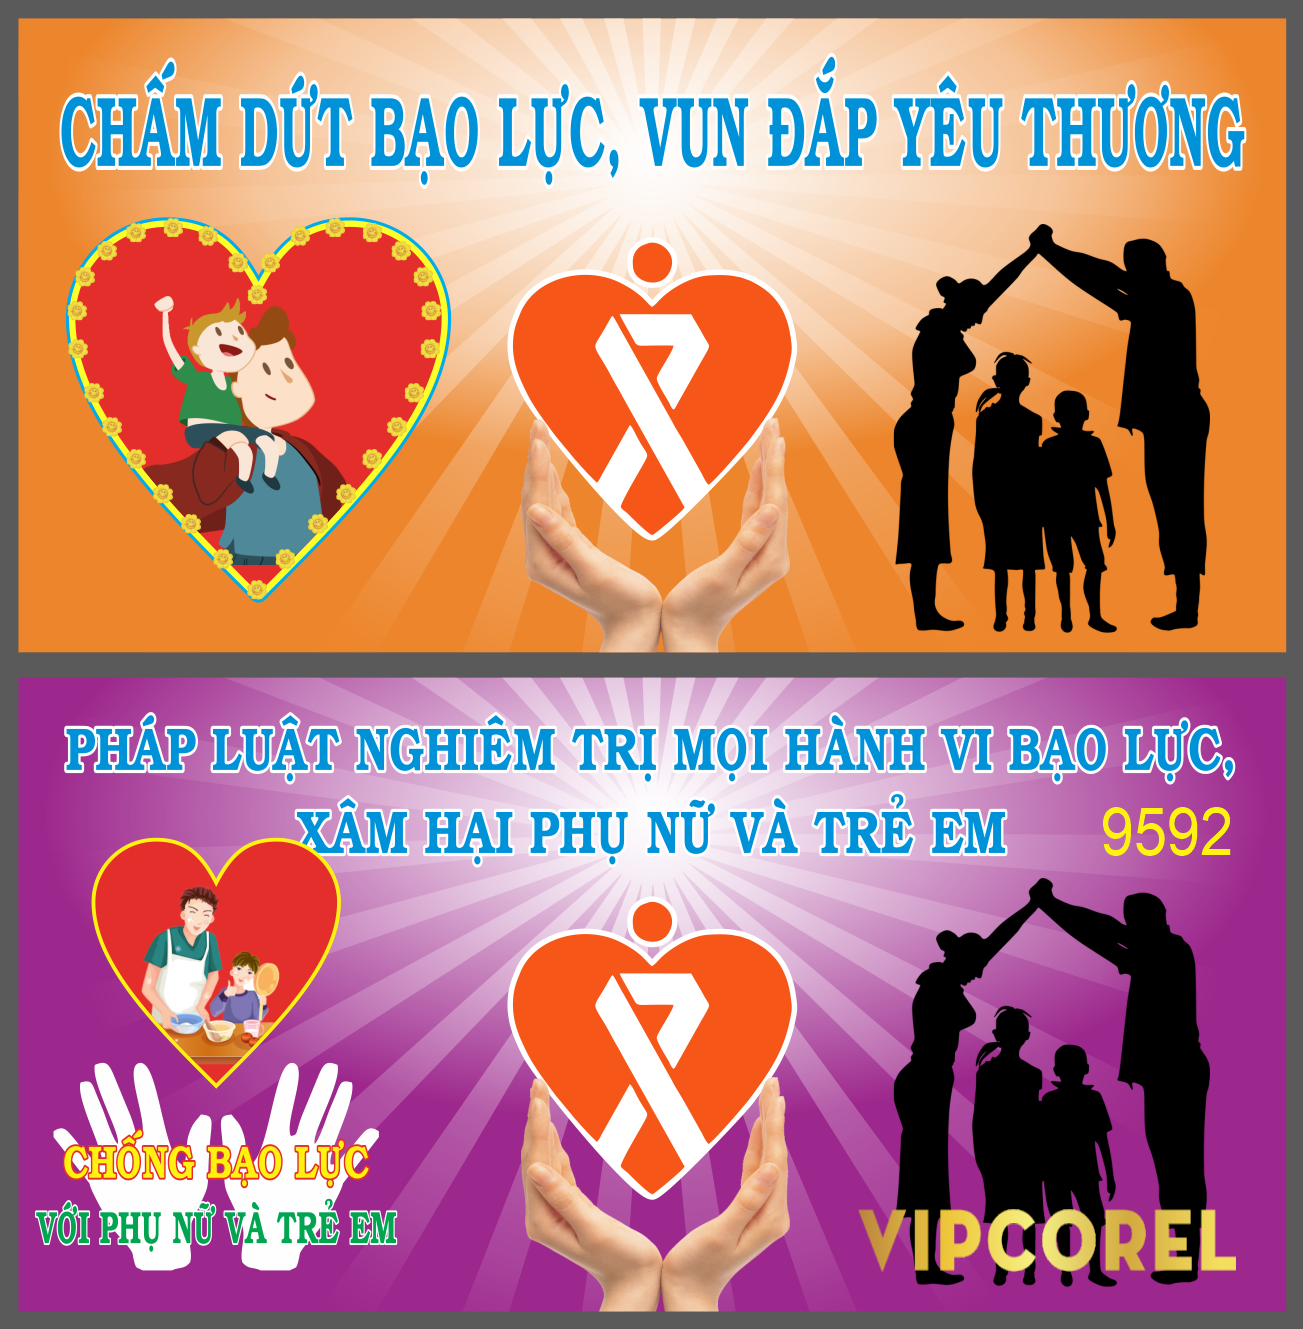 CHẤM DỨT BẠO LỰC, VUN ĐẮP YÊU THƯƠNG
PHÁP LUẬT NGHIÊM TRỊ MỌI HÀNH VI BẠO LỰC,
XÂM HẠI PHỤ NỮ VÀ TRẺ EM
9592
CHỐNG BẠO LỰC
VỚI PHỤ NỮ VÀ TRẺ EM
VIPCOREL